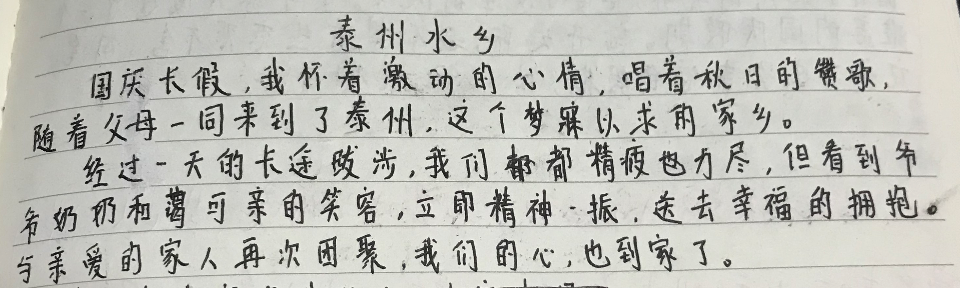 泰州水乡
国庆长假，我怀着激动的心情，唱着秋日的赞歌，
随着父母一同来到了泰州，这个梦寐以求的家乡。
经过一天的长途跋涉，我们都精疲力尽，但看到爷
爷奶奶和蔼可亲的笑容，立即精神一振，送去幸福的拥抱。
与亲爱的家人再次团聚，我们的心，也到家了。